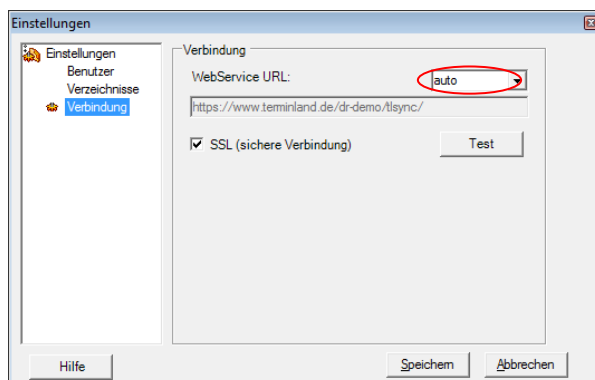 Einstellungen
Einstellungen
Benutzer
Verzeichnisse
Verbindung
Verbindung
WebService URL:
auto
https://www.terminland.de/dr-demo/tlsync/
SSL (sichere Verbindung)
Test
Hilfe
Speichern
Abbrechen